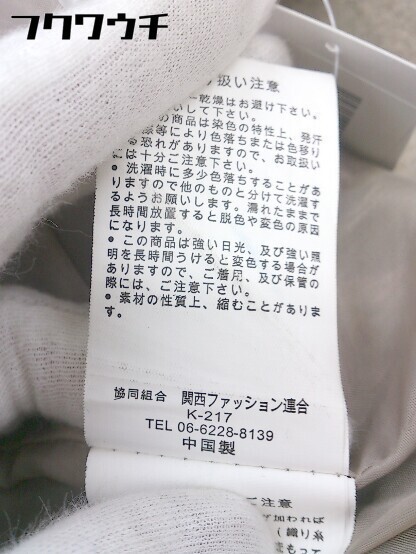 フクワウチ
扱い注意
乾燥はお避け下さい。
して下さい。
の商品は染色の特性上、発汗
等により色落ちまたは色移り
る恐れがありますので、お取扱い
には十分ご注意下さい。
・洗濯時に多少色落ちすることがあ
りますので他のものと分けて洗濯す
るようお願いします。濡れたままで
長時間放置すると脱色や変色の原因
になります。
・この商品は強い日光、及び強い照
明を長時間うけると変色する場合が
ありますので、ご着用、及び保管の
際には、ご注意下さい。
・素材の性質上、縮むことがありま
す。
協同組合 関西ファッション連合
K-217
TEL 06-6228-8139
中国製
ご注意
加われば
(織り糸
もって